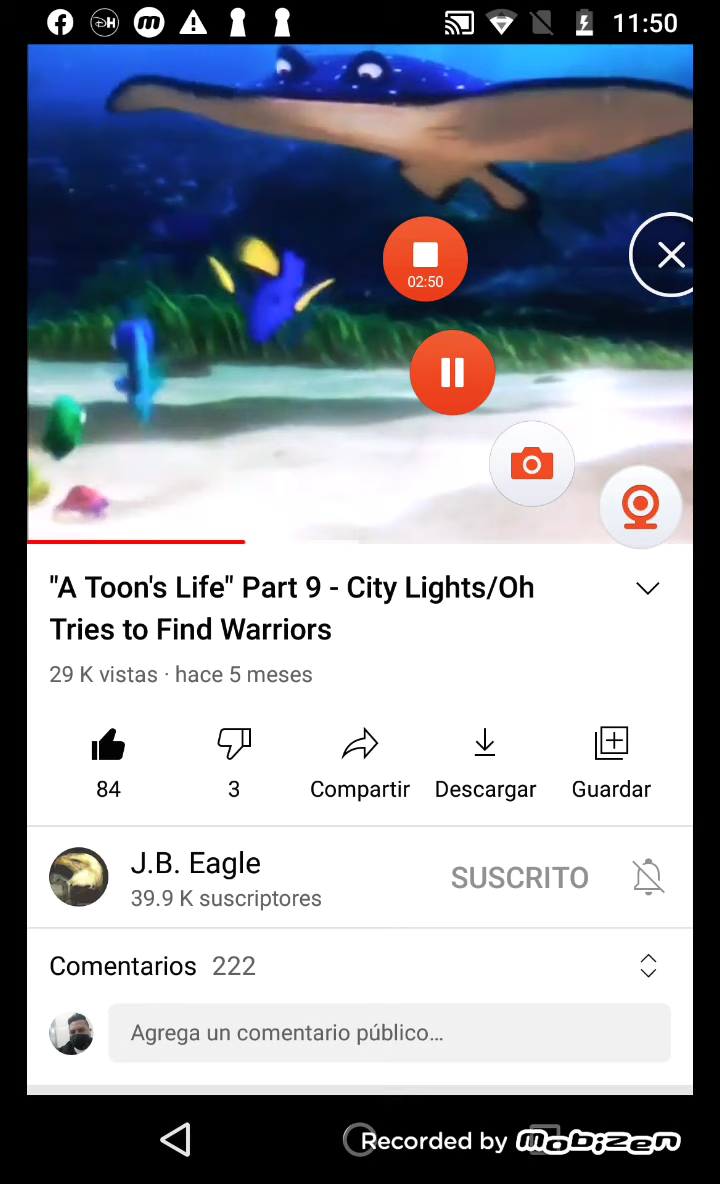 11:50
02:50
"A Toon's Life" Part 9 - City Lights/Oh
Tries to Find Warriors
29 K vistas · hace 5 meses
84
3
Compartir
Descargar
Guardar
J.B. Eagle
39.9 K suscriptores
SUSCRITO
Comentarios 222
Agrega un comentario público...
Recorded by Mobizen